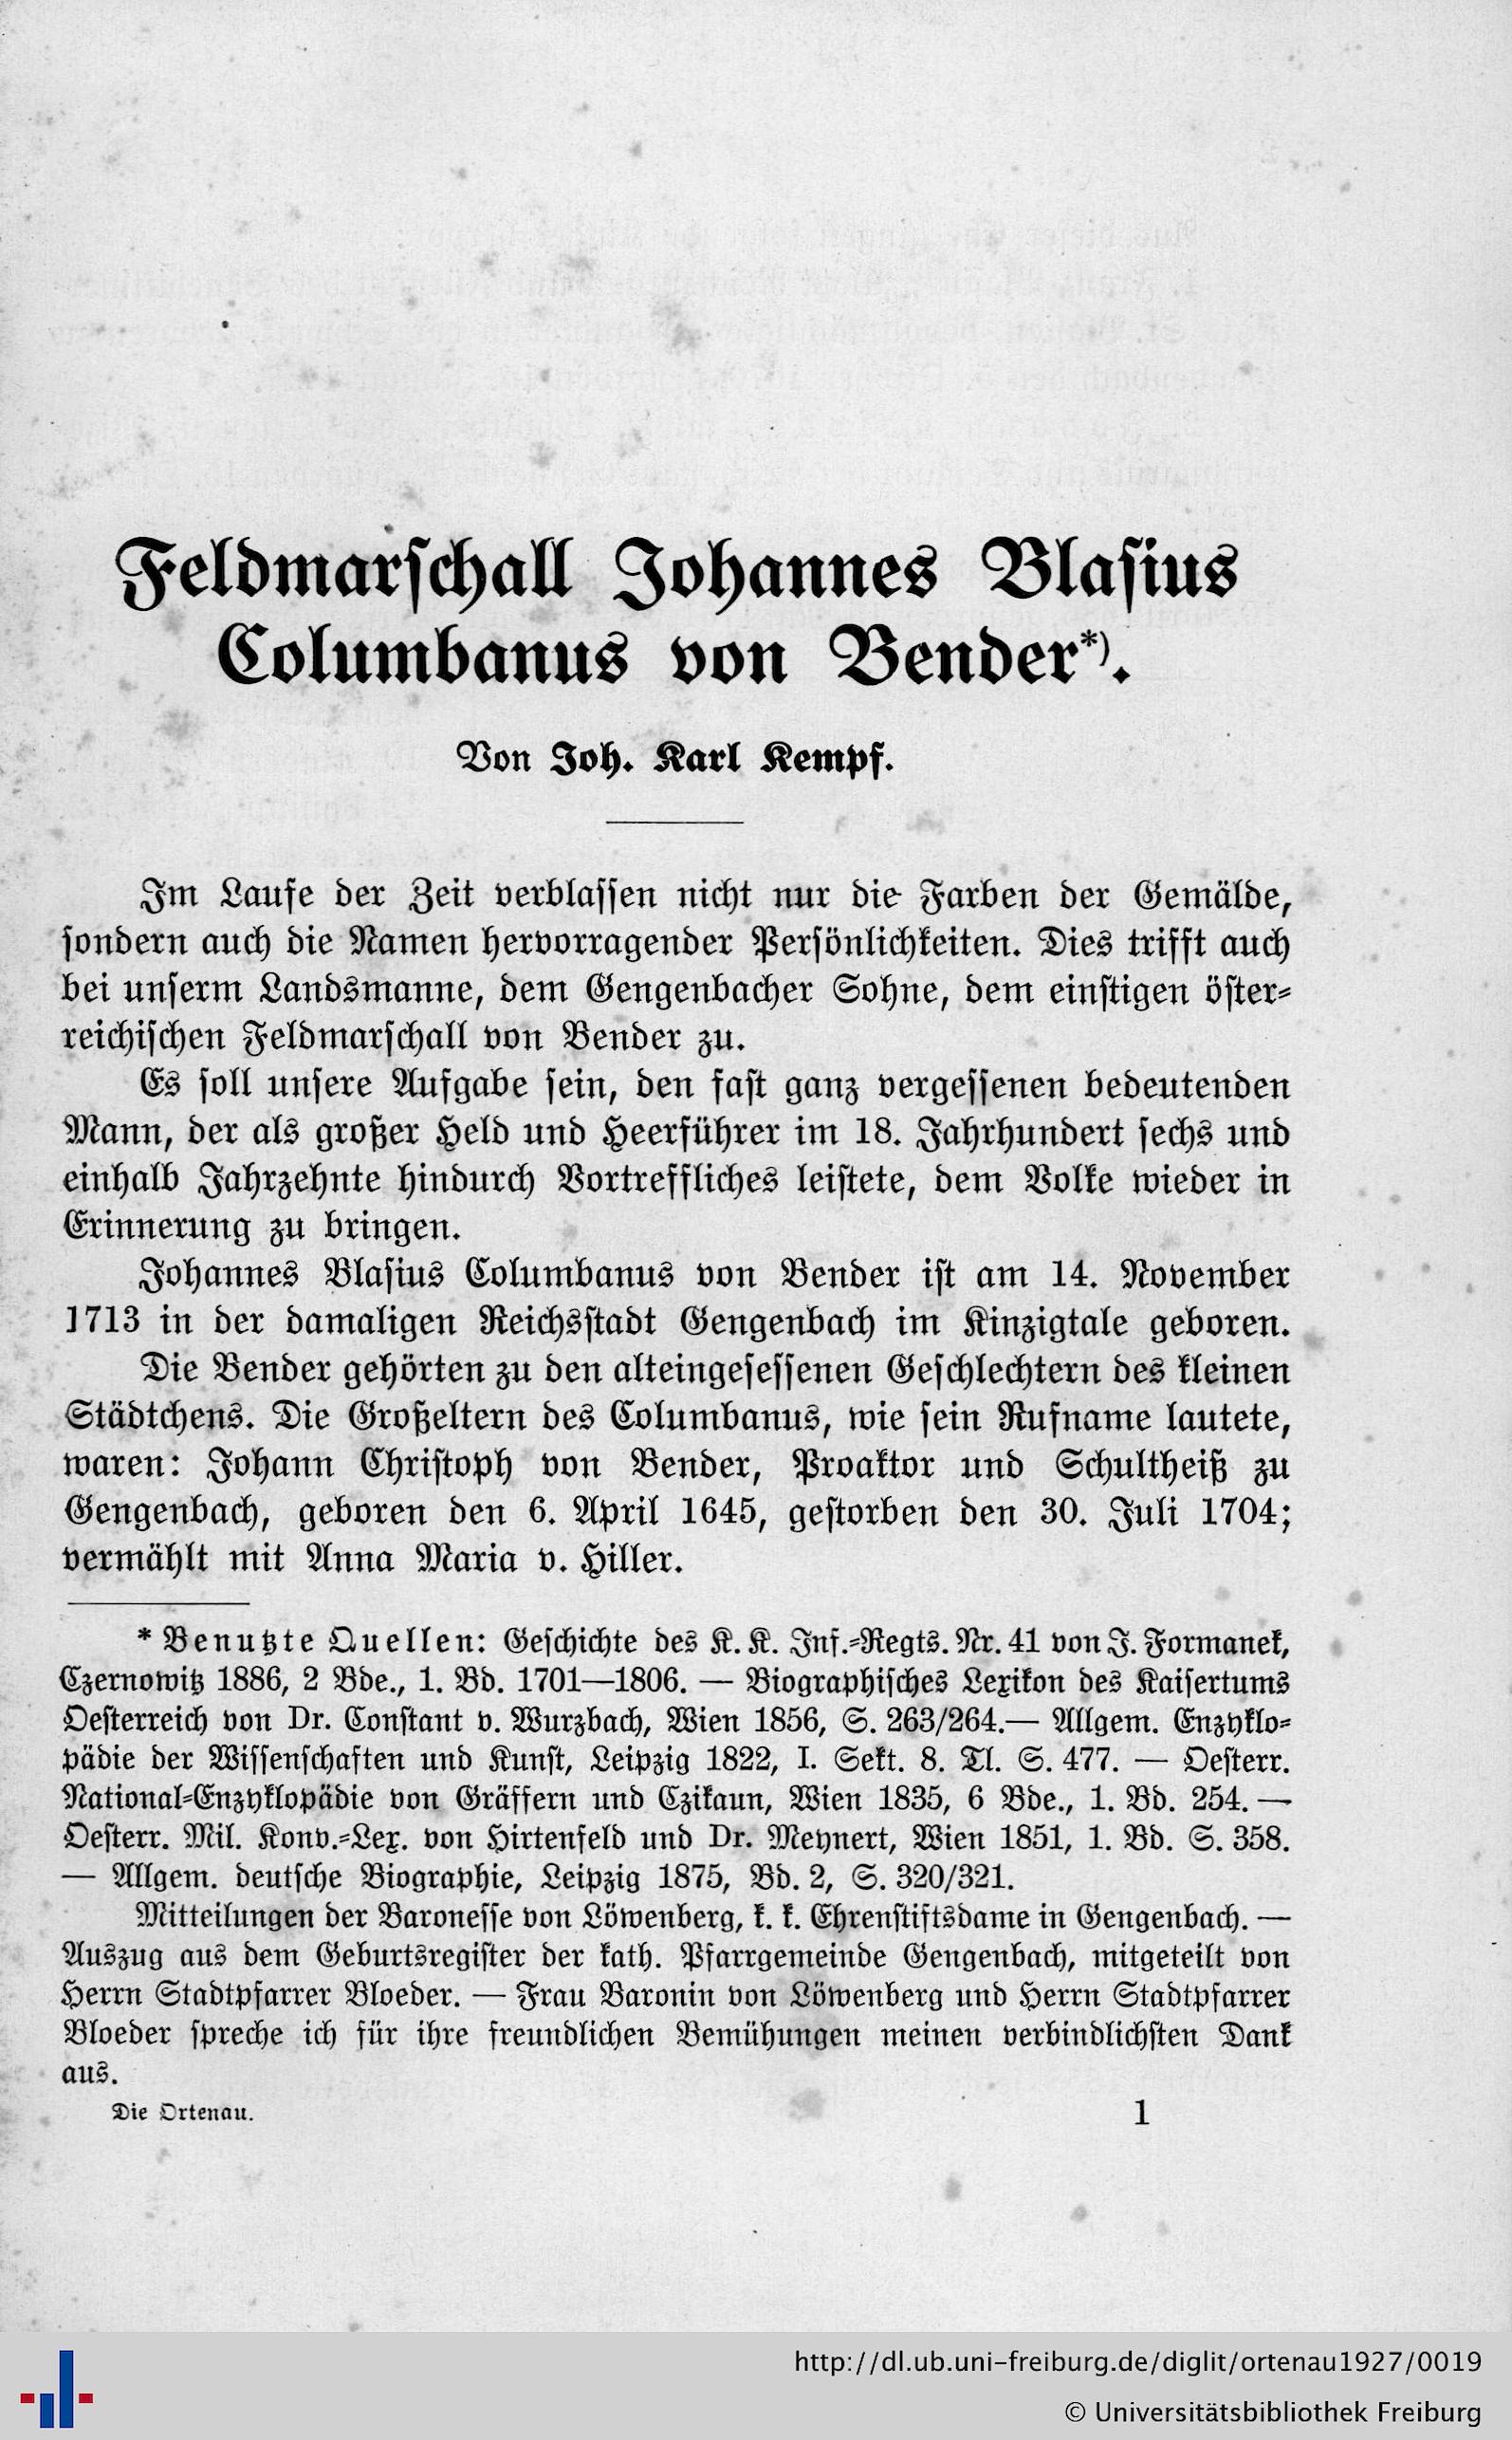 Feldmarschall Johannes Blasius
Columbanus von Bender*).
Von Joh. Karl Kempf.
Im Laufe der Zeit verblassen nicht nur die Farben der Gemälde,
sondern auch die Namen hervorragender Persönlichkeiten. Dies trifft auch
bei unserm Landsmanne, dem Gengenbacher Sohne, dem einstigen öster-
reichischen Feldmarschall von Bender zu.
Es soll unsere Aufgabe sein, den fast ganz vergessenen bedeutenden
Mann, der als großer Held und Heerführer im 18. Jahrhundert sechs und
einhalb Jahrzehnte hindurch Vortreffliches leistete, dem Volke wieder in
Erinnerung zu bringen.
Johannes Blasius Columbanus von Bender ist am 14. November
1713 in der damaligen Reichsstadt Gengenbach im Kinzigtale geboren.
Die Bender gehörten zu den alteingesessenen Geschlechtern des kleinen
Städtchens. Die Großeltern des Columbanus, wie sein Rufname lautete,
waren: Johann Christoph von Bender, Proaktor und Schultheiß zu
Gengenbach, geboren den 6. April 1645, gestorben den 30. Juli 1704;
vermählt mit Anna Maria v. Hiller.
* Benutzte Quellen: Geschichte des K. K. Inf.-Regts. Nr. 41 von J. Formanek,
Czernowitz 1886, 2 Bde., 1. Bd. 1701—1806. — Biographisches Lexikon des Kaisertums
Oesterreich von Dr. Constant v. Wurzbach, Wien 1856, S. 263/264.— Allgem. Enzyklo-
pädie der Wissenschaften und Kunst, Leipzig 1822, I. Sekt. 8. Tl. S. 477. — Oesterr.
National-Enzyklopädie von Gräffern und Czikaun, Wien 1835, 6 Bde., 1. Bd. 254. —
Oesterr. Mil. Konv.-Lex. von Hirtenfeld und Dr. Meynert, Wien 1851, 1. Bd. S. 358.
— Allgem. deutsche Biographie, Leipzig 1875, Bd. 2, S. 320/321.
Mitteilungen der Baronesse von Löwenberg, k. k. Ehrenstiftsdame in Gengenbach. —
Auszug aus dem Geburtsregister der kath. Pfarrgemeinde Gengenbach, mitgeteilt von
Herrn Stadtpfarrer Bloeder. — Frau Baronin von Löwenberg und Herrn Stadtpfarrer
Bloeder spreche ich für ihre freundlichen Bemühungen meinen verbindlichsten Dank
aus.
Die Ortenau. 1
http://dl.ub.uni-freiburg.de/diglit/ortenau1927/0019
© Universitätsbibliothek Freiburg